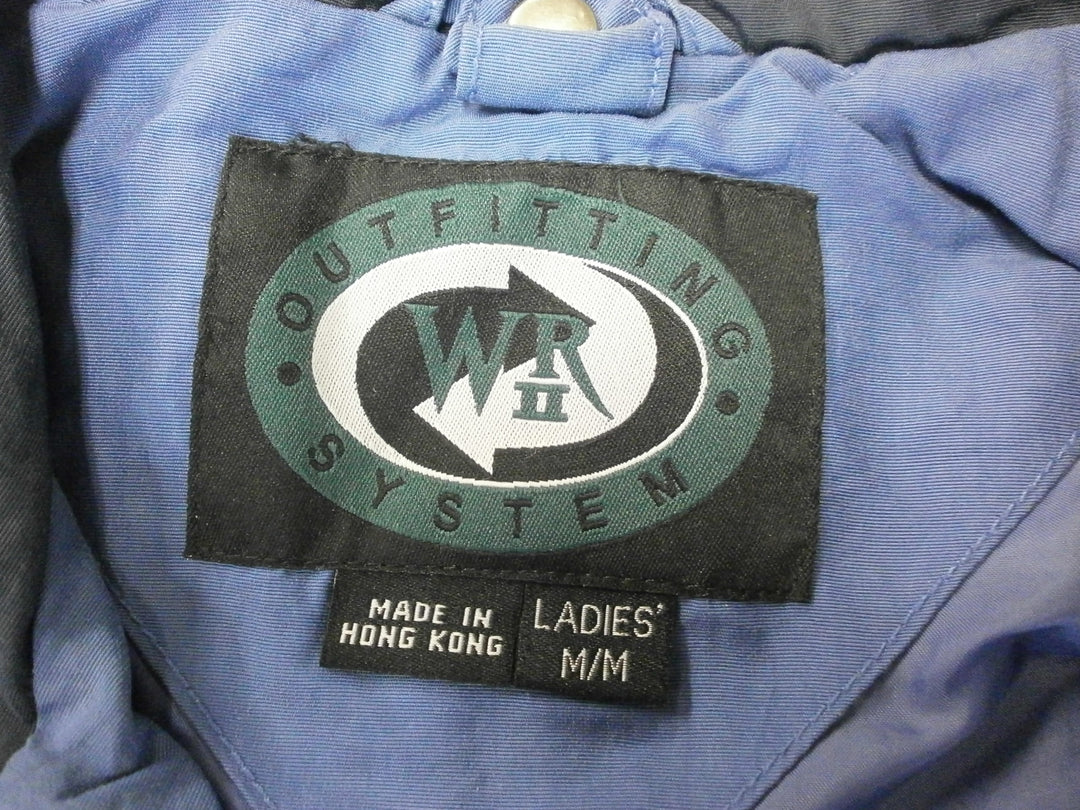 OUTFITTING
WR
II
SYSTEM
MADE IN
HONG KONG
LADIES'
M/M